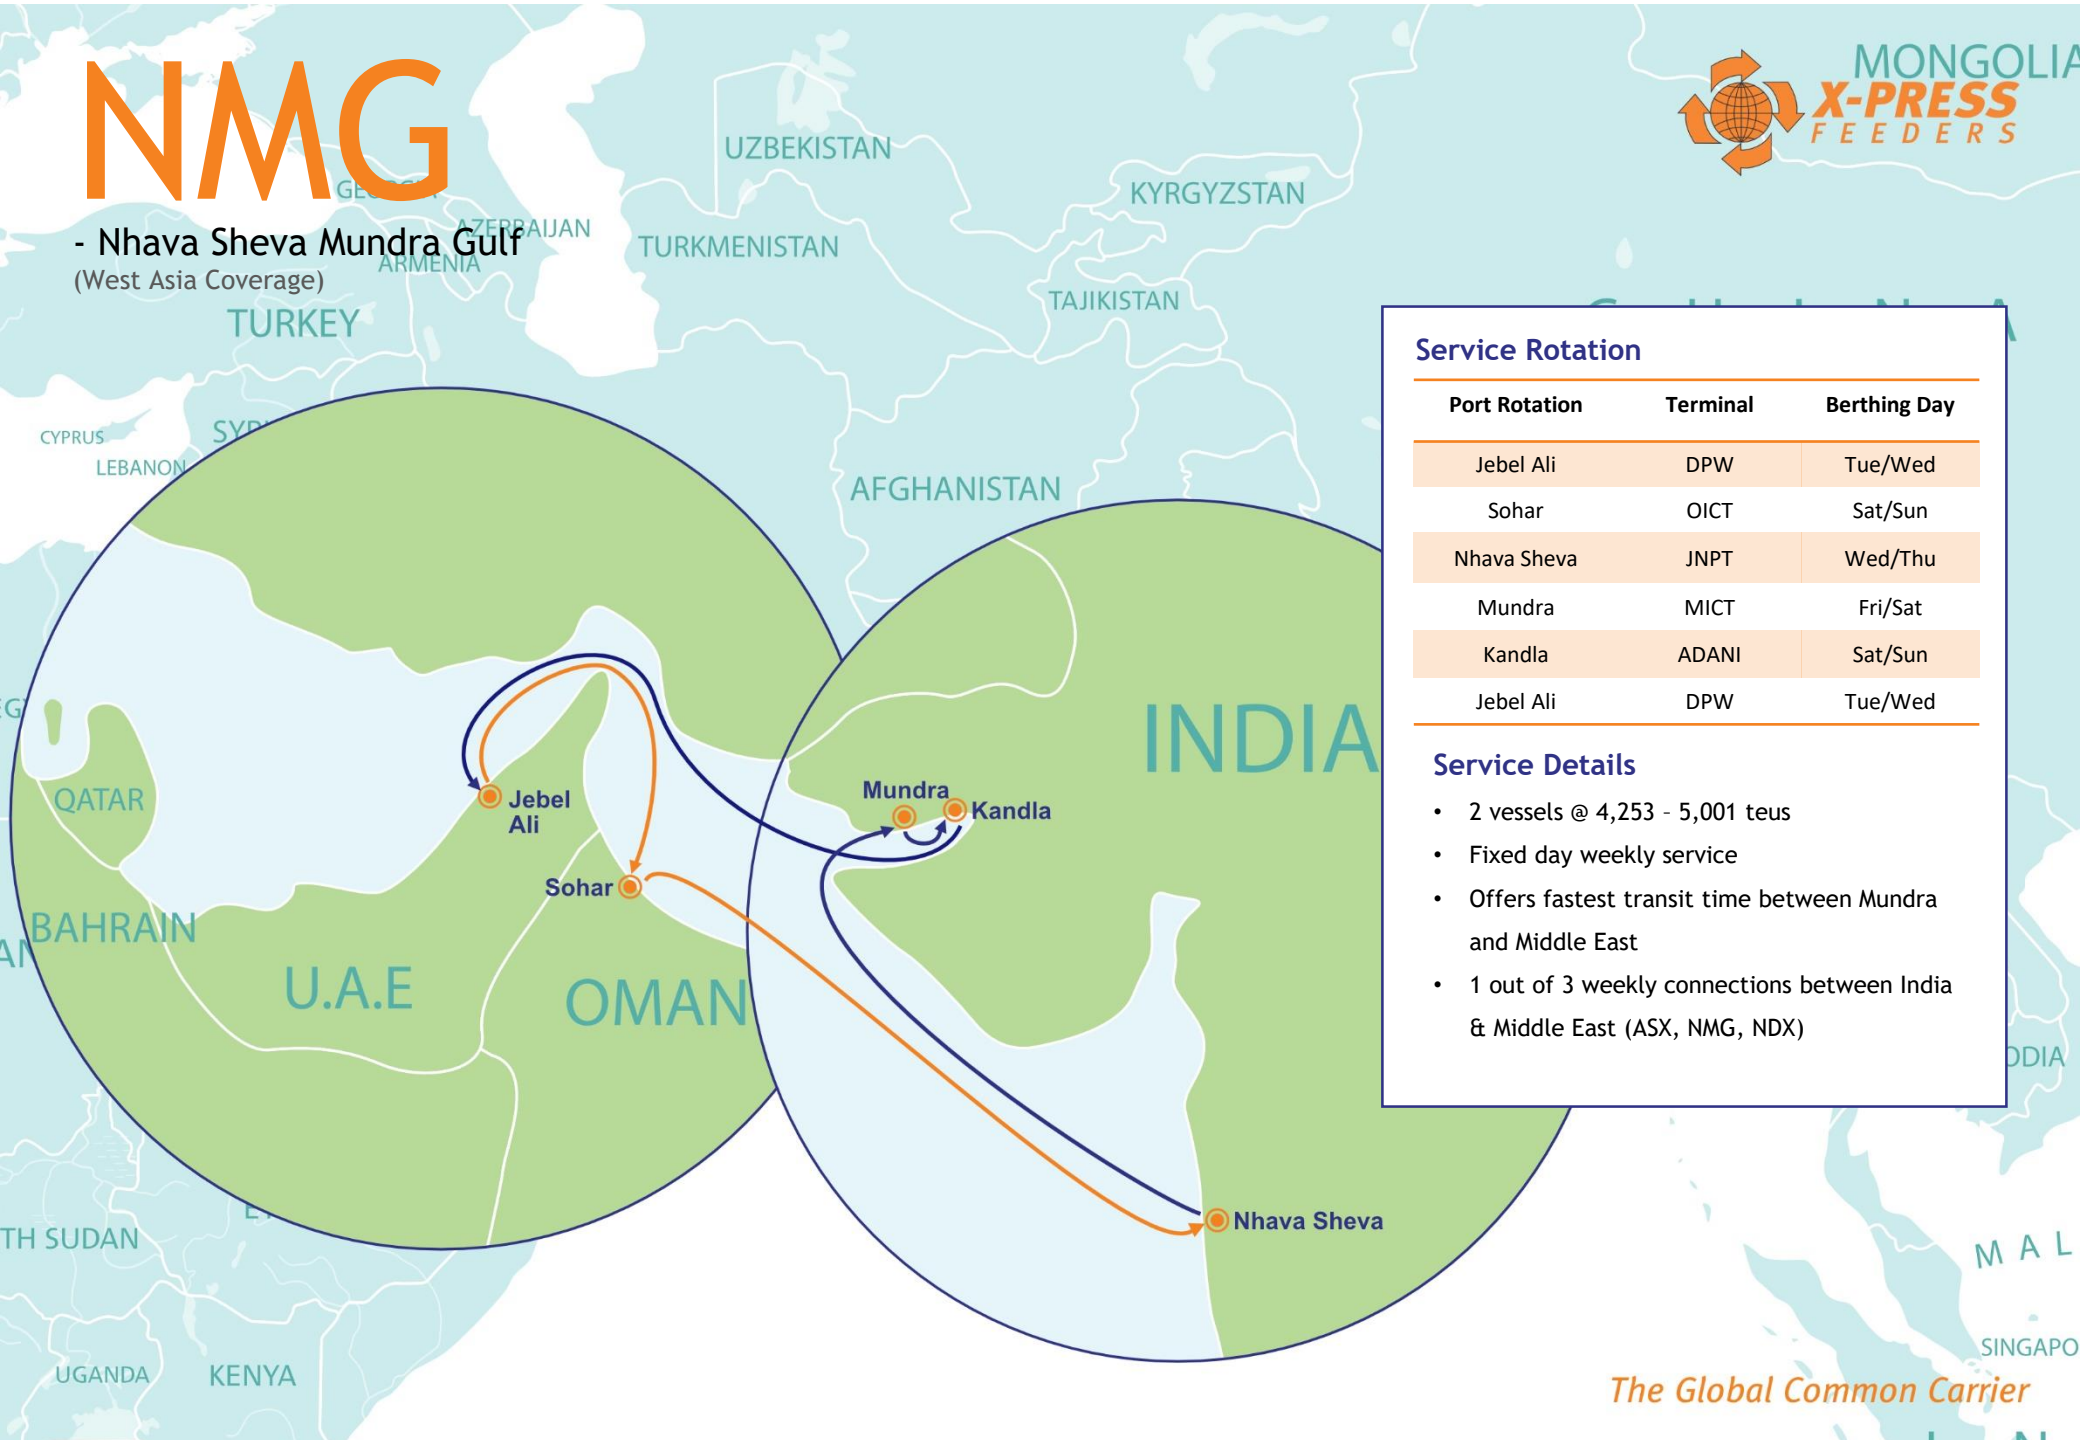 NMG
- Nhava Sheva Mundra Gulf
(West Asia Coverage)
MONGOLIA
X-PRESS
FEEDERS
UZBEKISTAN
KYRGYZSTAN
AZERBAIJAN
TURKMENISTAN
ARMENIA
TAJIKISTAN
TURKEY
CYPRUS
LEBANON
AFGHANISTAN
INDIA
QATAR
BAHRAIN
U.A.E
OMAN
Jebel
Ali
Sohar
Mundra
Kandla
Nhava Sheva
Service Rotation
Port Rotation Terminal Berthing Day
Jebel Ali DPW Tue/Wed
Sohar OICT Sat/Sun
Nhava Sheva JNPT Wed/Thu
Mundra MICT Fri/Sat
Kandla ADANI Sat/Sun
Jebel Ali DPW Tue/Wed
Service Details
• 2 vessels @ 4,253 – 5,001 teus
• Fixed day weekly service
• Offers fastest transit time between Mundra
and Middle East
• 1 out of 3 weekly connections between India
& Middle East (ASX, NMG, NDX)
ODIA
TH SUDAN
UGANDA
KENYA
MAL
SINGAPO
The Global Common Carrier